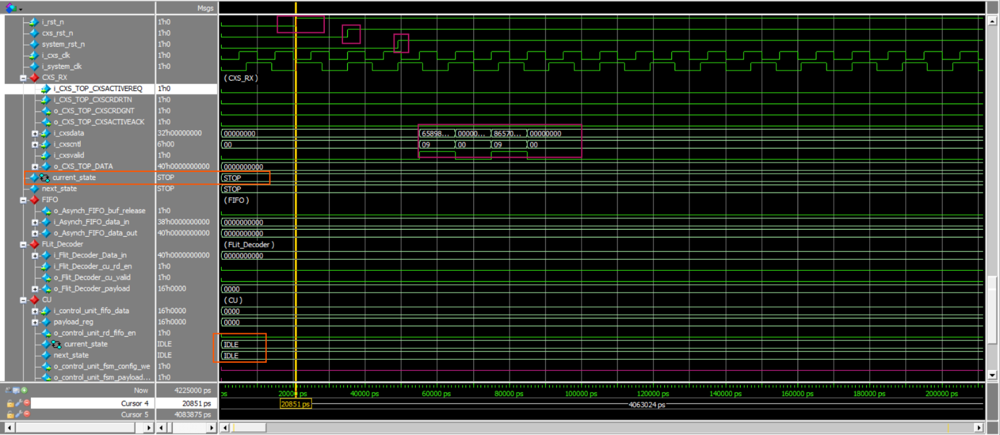 Msgs
i_rst_n 1'h0
cxs_rst_n 1'h0
system_rst_n 1'h0
i_cxs_clk 1'h0
i_system_clk 1'h0
CXS_RX (CXS_RX)
i_CXS_TOP_CXSACTIVEREQ 1'h0
i_CXS_TOP_CXSCRDRTN 1'h0
o_CXS_TOP_CXSCRDGNT 1'h0
o_CXS_TOP_CXSACTIVEACK 1'h0
i_cxsdata 32'h00000000 00000000 65898... 00000... 86570... 00000000
i_cxscntl 6'h00 00 09 00 09 00
i_cxsvalid 1'h0
o_CXS_TOP_DATA 40'h0000000000 0000000000
current_state STOP STOP
next_state STOP STOP
FIFO (FIFO)
o_Asynch_FIFO_buf_release 1'h0
i_Asynch_FIFO_data_in 38'h0000000000 0000000000
o_Asynch_FIFO_data_out 40'h0000000000 0000000000
FLit_Decoder (FLit_Decoder)
i_Flit_Decoder_Data_in 40'h0000000000 0000000000
i_Flit_Decoder_cu_rd_en 1'h0
o_Flit_Decoder_cu_valid 1'h0
o_Flit_Decoder_payload 16'h0000 0000
CU (CU)
i_control_unit_fifo_data 16'h0000 0000
payload_reg 16'h0000 0000
o_control_unit_rd_fifo_en 1'h0
current_state IDLE IDLE
next_state IDLE IDLE
o_control_unit_fsm_config_we 1'h0
o_control_unit_fsm_payload... 1'h0
Now 4225000 ps ps 20000 ps 40000 ps 60000 ps 80000 ps 100000 ps 120000 ps 140000 ps 160000 ps 180000 ps 200000 ps
Cursor 4 20851 ps 20851 ps 4063024 ps
Cursor 5 4083875 ps